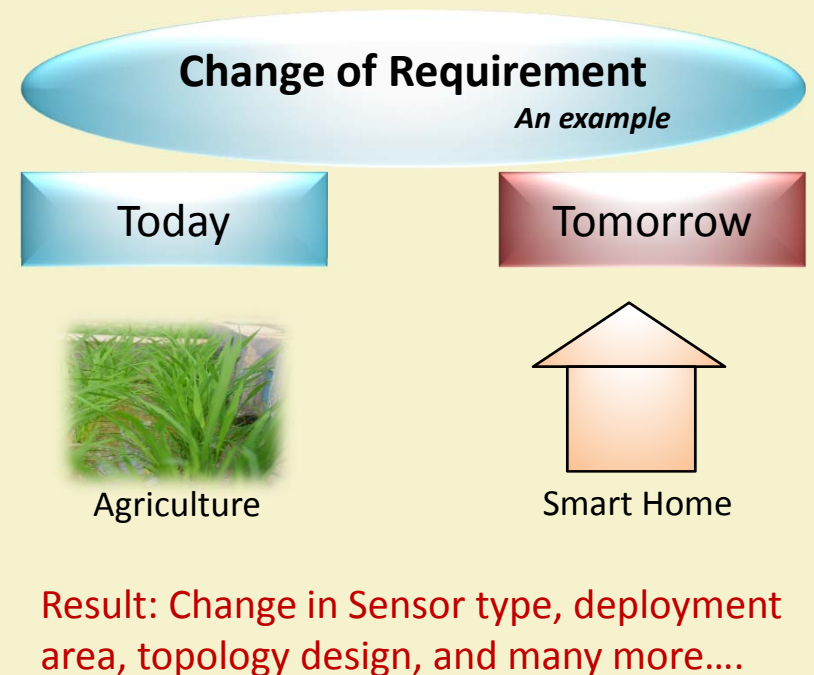 Change of Requirement
An example
Today
Tomorrow
Agriculture
Smart Home
Result: Change in Sensor type, deployment
area, topology design, and many more....